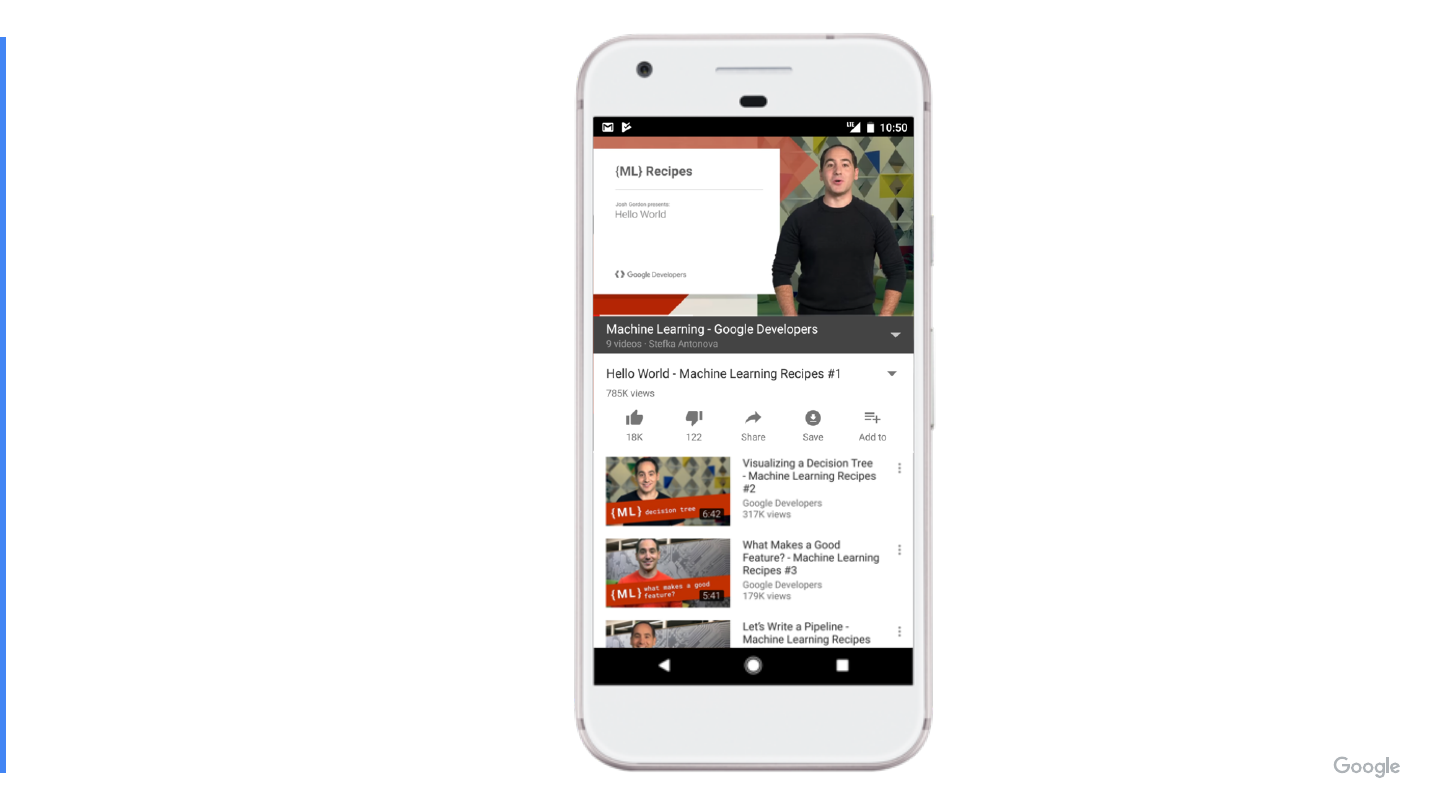 LTE 10:50
{ML} Recipes
Josh Gordon presents:
Hello World
Google Developers
Machine Learning - Google Developers
9 videos · Stefka Antonova
Hello World - Machine Learning Recipes #1
785K views
18K
122
Share
Save
Add to
{ML} decision tree
6:42
Visualizing a Decision Tree
- Machine Learning Recipes
#2
Google Developers
317K views
{ML} what makes a good
feature?
5:41
What Makes a Good
Feature? - Machine Learning
Recipes #3
Google Developers
179K views
Let's Write a Pipeline -
Machine Learning Recipes
Google